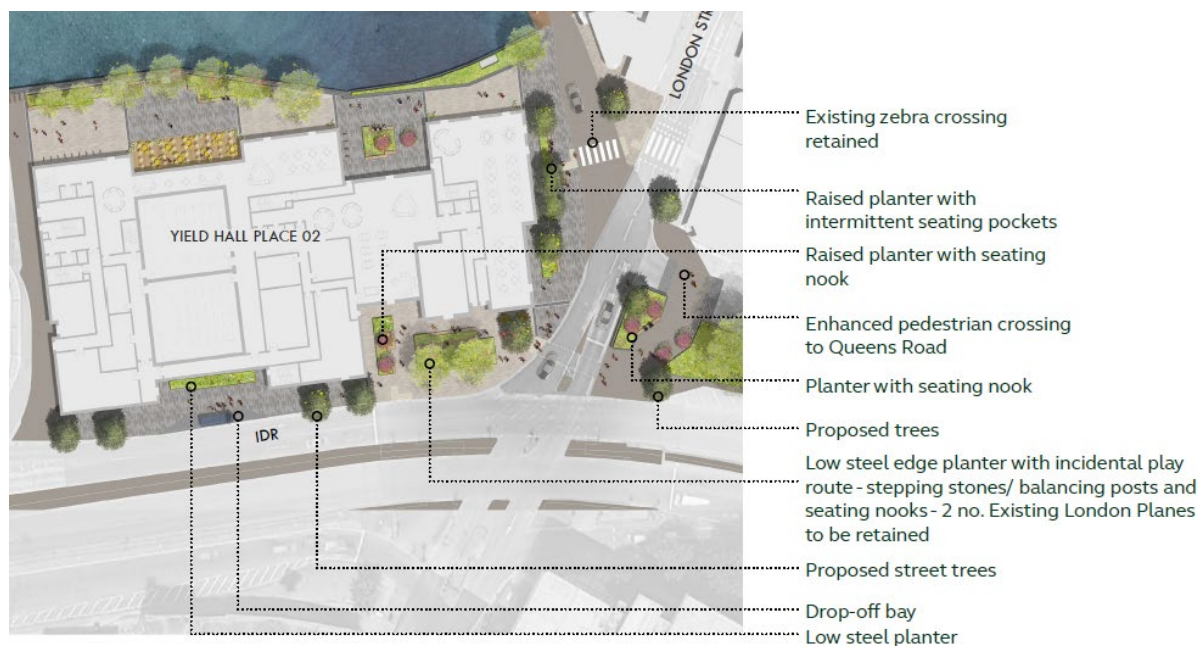 LONDON STR
YIELD HALL PLACE 02
IDR
Existing zebra crossing
retained
Raised planter with
intermittent seating pockets
Raised planter with seating
nook
Enhanced pedestrian crossing
to Queens Road
Planter with seating nook
Proposed trees
Low steel edge planter with incidental play
route - stepping stones/ balancing posts and
seating nooks - 2 no. Existing London Planes
to be retained
Proposed street trees
Drop-off bay
Low steel planter